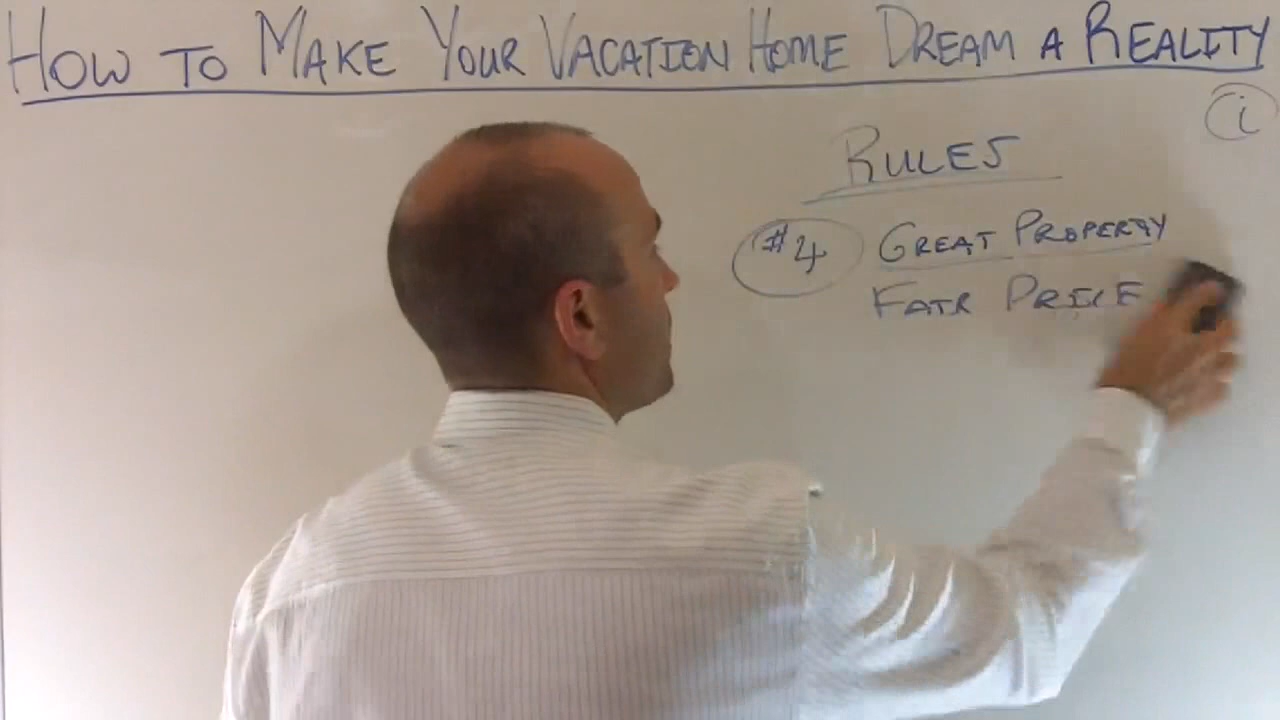 HOW TO MAKE YOUR VACATION HOME DREAM A REALITY
i
RULES
#4 GREAT PROPERTY
FAIR PRICE